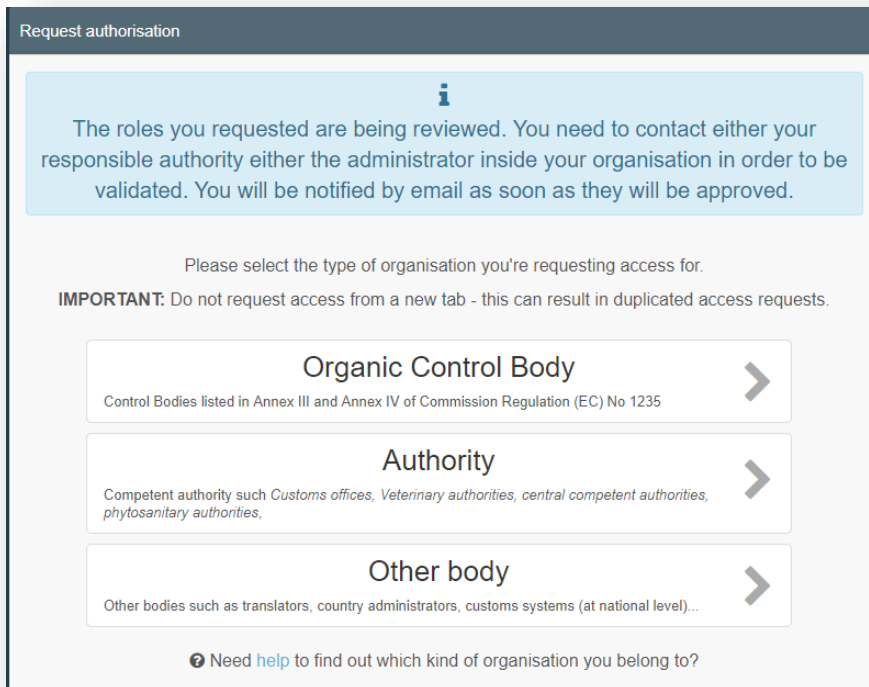 Request authorisation
The roles you requested are being reviewed. You need to contact either your
responsible authority either the administrator inside your organisation in order to be
validated. You will be notified by email as soon as they will be approved.
Please select the type of organisation you're requesting access for.
IMPORTANT: Do not request access from a new tab - this can result in duplicated access requests.
Organic Control Body
Control Bodies listed in Annex III and Annex IV of Commission Regulation (EC) No 1235
Authority
Competent authority such Customs offices, Veterinary authorities, central competent authorities,
phytosanitary authorities,
Other body
Other bodies such as translators, country administrators, customs systems (at national level)...
Need help to find out which kind of organisation you belong to?